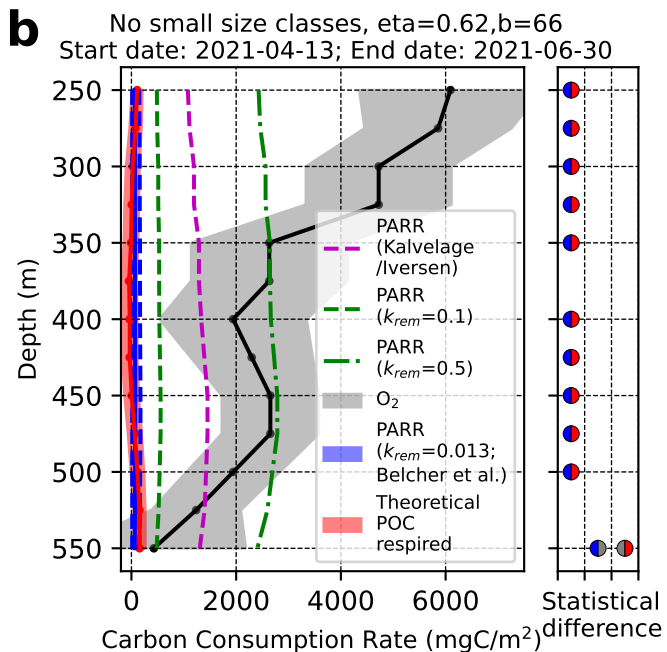 b
No small size classes, eta=0.62,b=66
Start date: 2021-04-13; End date: 2021-06-30
250
300
350
400
450
500
550
Depth (m)
PARR
(Kalvelage
/Iversen)
PARR
(k_rem=0.1)
PARR
(k_rem=0.5)
O₂
PARR
(k_rem=0.013;
Belcher et al.)
Theoretical
POC
respired
0 2000 4000 6000
Carbon Consumption Rate (mgC/m²)
Statistical
difference